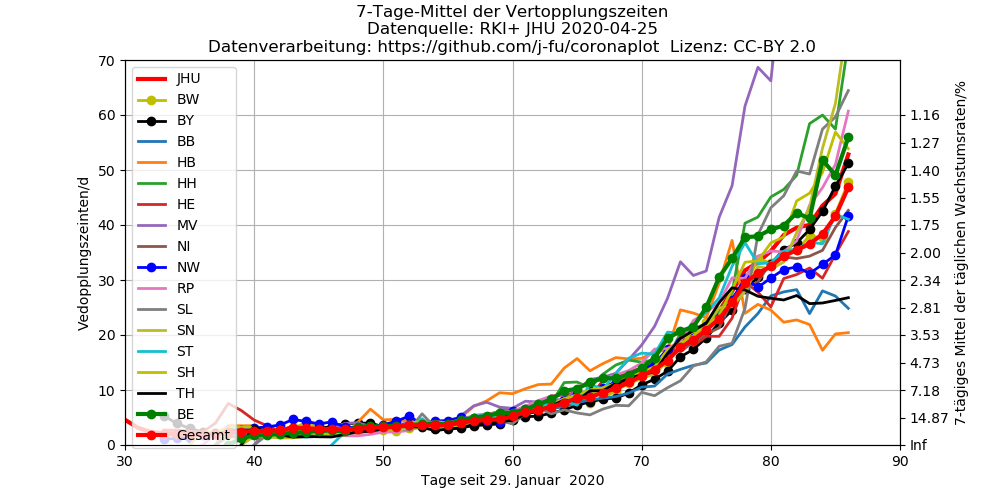 7-Tage-Mittel der Vertopplungszeiten
Datenquelle: RKI+ JHU 2020-04-25
Datenverarbeitung: https://github.com/j-fu/coronaplot  Lizenz: CC-BY 2.0
Vedopplungszeinten/d
70
60
50
40
30
20
10
0
JHU
BW
BY
BB
HB
HH
HE
MV
NI
NW
RP
SL
SN
ST
SH
TH
BE
Gesamt
1.16
1.27
1.40
1.55
1.75
2.00
2.34
2.81
3.53
4.73
7.18
14.87
Inf
7-tägiges Mittel der täglichen Wachstumsraten/%
30 40 50 60 70 80 90
Tage seit 29. Januar  2020